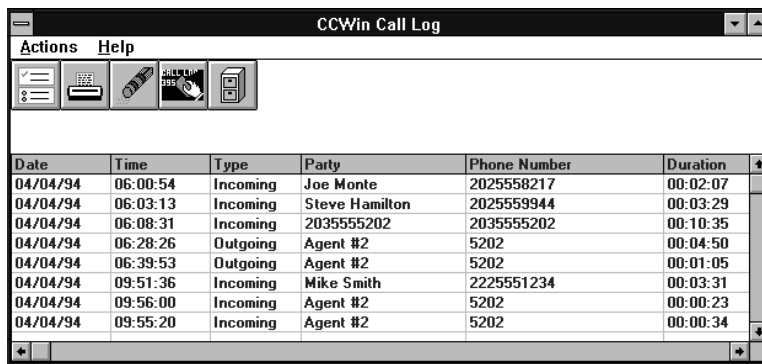 CCWin Call Log
Actions Help
CALL LOG
395
Date Time Type Party Phone Number Duration
04/04/94 06:00:54 Incoming Joe Monte 2025558217 00:02:07
04/04/94 06:03:13 Incoming Steve Hamilton 2025559944 00:03:29
04/04/94 06:08:31 Incoming 2035555202 2035555202 00:10:35
04/04/94 06:28:26 Outgoing Agent #2 5202 00:04:50
04/04/94 06:39:53 Outgoing Agent #2 5202 00:01:05
04/04/94 09:51:36 Incoming Mike Smith 2225551234 00:03:31
04/04/94 09:56:00 Incoming Agent #2 5202 00:00:23
04/04/94 09:55:20 Incoming Agent #2 5202 00:00:34